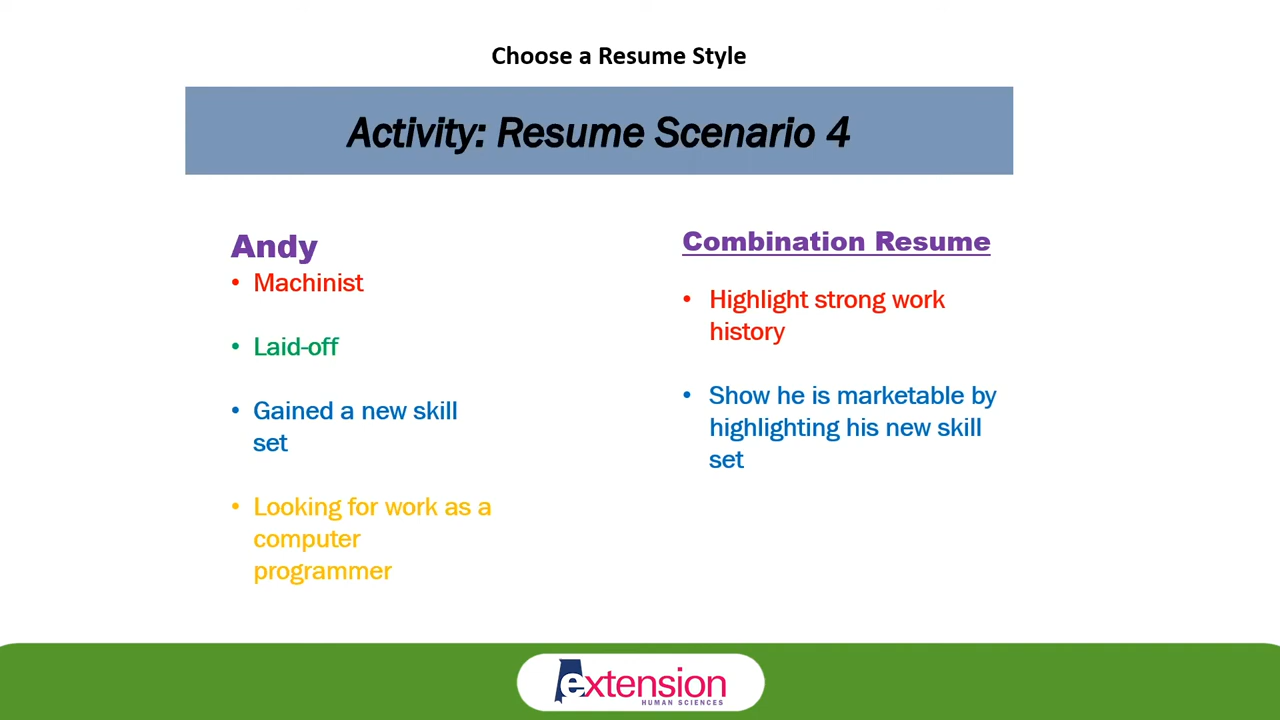 Choose a Resume Style
Activity: Resume Scenario 4
Andy
• Machinist
• Laid-off
• Gained a new skill
set
• Looking for work as a
computer
programmer
Combination Resume
• Highlight strong work
history
• Show he is marketable by
highlighting his new skill
set
extension
HUMAN SCIENCES